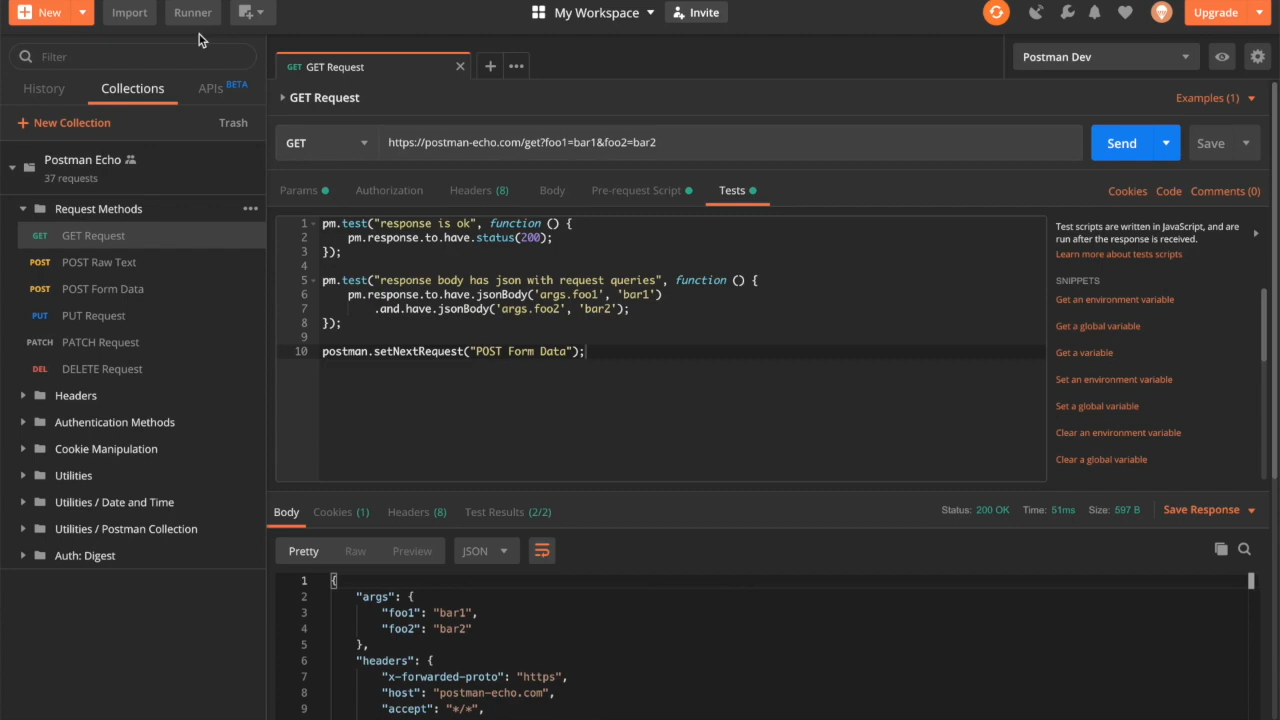 New
Import
Runner
My Workspace
Invite
Upgrade
Filter
History
Collections
APIs BETA
New Collection
Trash
Postman Echo
37 requests
Request Methods
GET GET Request
POST POST Raw Text
POST POST Form Data
PUT PUT Request
PATCH PATCH Request
DEL DELETE Request
Headers
Authentication Methods
Cookie Manipulation
Utilities
Utilities / Date and Time
Utilities / Postman Collection
Auth: Digest
GET GET Request
Postman Dev
GET Request
Examples (1)
GET
https://postman-echo.com/get?foo1=bar1&foo2=bar2
Send
Save
Params
Authorization
Headers (8)
Body
Pre-request Script
Tests
Cookies
Code
Comments (0)
1 pm.test("response is ok", function () {
2 pm.response.to.have.status(200);
3 });
4
5 pm.test("response body has json with request queries", function () {
6 pm.response.to.have.jsonBody('args.foo1', 'bar1')
7 .and.have.jsonBody('args.foo2', 'bar2');
8 });
9
10 postman.setNextRequest("POST Form Data");
Test scripts are written in JavaScript, and are
run after the response is received.
Learn more about tests scripts
SNIPPETS
Get an environment variable
Get a global variable
Get a variable
Set an environment variable
Set a global variable
Clear an environment variable
Clear a global variable
Body
Cookies (1)
Headers (8)
Test Results (2/2)
Status: 200 OK
Time: 51ms
Size: 597 B
Save Response
Pretty
Raw
Preview
JSON
1 {
2 "args": {
3 "foo1": "bar1",
4 "foo2": "bar2"
5 },
6 "headers": {
7 "x-forwarded-proto": "https",
8 "host": "postman-echo.com",
9 "accept": "*/*",